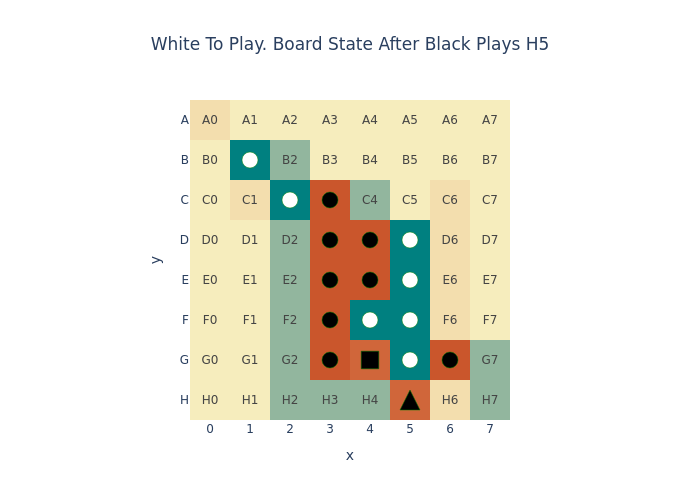 White To Play. Board State After Black Plays H5
A A0 A1 A2 A3 A4 A5 A6 A7
B B0 B2 B3 B4 B5 B6 B7
C C0 C1 C4 C5 C6 C7
D D0 D1 D2 D6 D7
E E0 E1 E2 E6 E7
F F0 F1 F2 F6 F7
G G0 G1 G2 G7
H H0 H1 H2 H3 H4 H6 H7
0 1 2 3 4 5 6 7
x
y